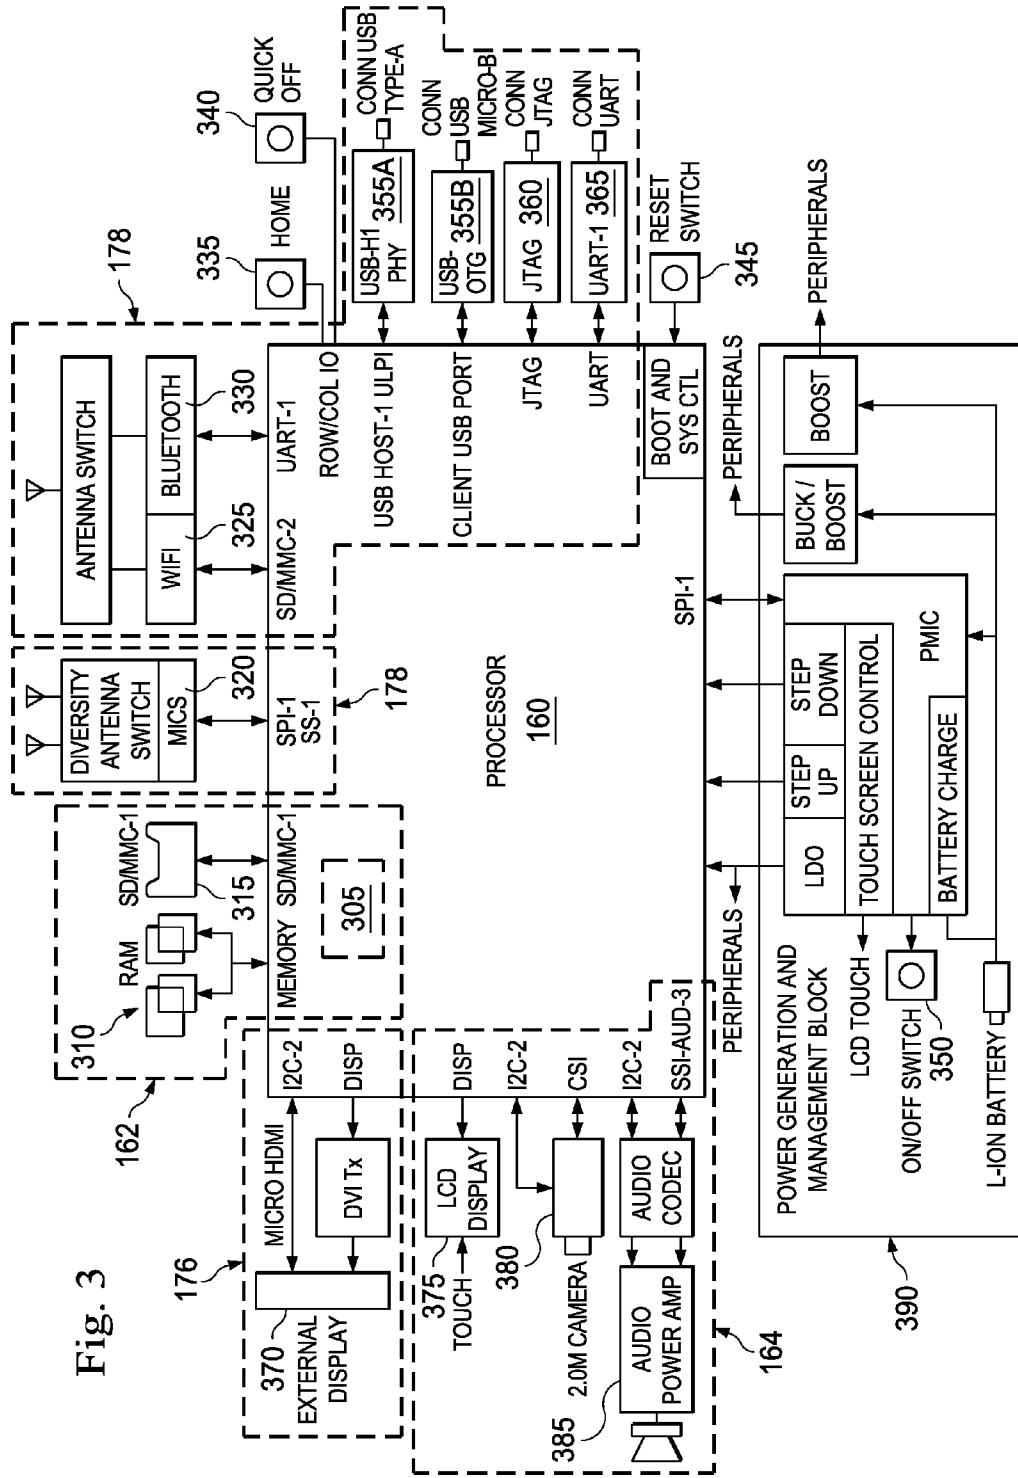 Fig. 3
162
310
RAM
SD/MMC-1
315
DIVERSITY
ANTENNA
SWITCH
MICS
320
ANTENNA SWITCH
WIFI
BLUETOOTH
325
330
178
335
HOME
340
QUICK
OFF
176
370
EXTERNAL
DISPLAY
MICRO HDMI
DVI Tx
I2C-2
DISP
MEMORY
SD/MMC-1
305
SPI-1
SS-1
178
SD/MMC-2
UART-1
ROW/COL IO
USB HOST-1 ULPI
USB-H1
PHY
355A
CONN USB
TYPE-A
375
TOUCH
LCD
DISPLAY
DISP
PROCESSOR
160
CLIENT USB PORT
USB-
OTG
355B
CONN
USB
MICRO-B
380
2.0M CAMERA
I2C-2
CSI
JTAG
JTAG
360
CONN
JTAG
385
AUDIO
POWER AMP
AUDIO
CODEC
I2C-2
SSI-AUD-3
UART
UART-1
365
CONN
UART
BOOT AND
SYS CTL
RESET
SWITCH
345
164
SPI-1
PERIPHERALS
PERIPHERALS
PERIPHERALS
390
POWER GENERATION AND
MANAGEMENT BLOCK
LDO
STEP
UP
STEP
DOWN
BUCK /
BOOST
BOOST
LCD TOUCH
TOUCH SCREEN CONTROL
ON/OFF SWITCH
350
PMIC
BATTERY CHARGE
L-ION BATTERY